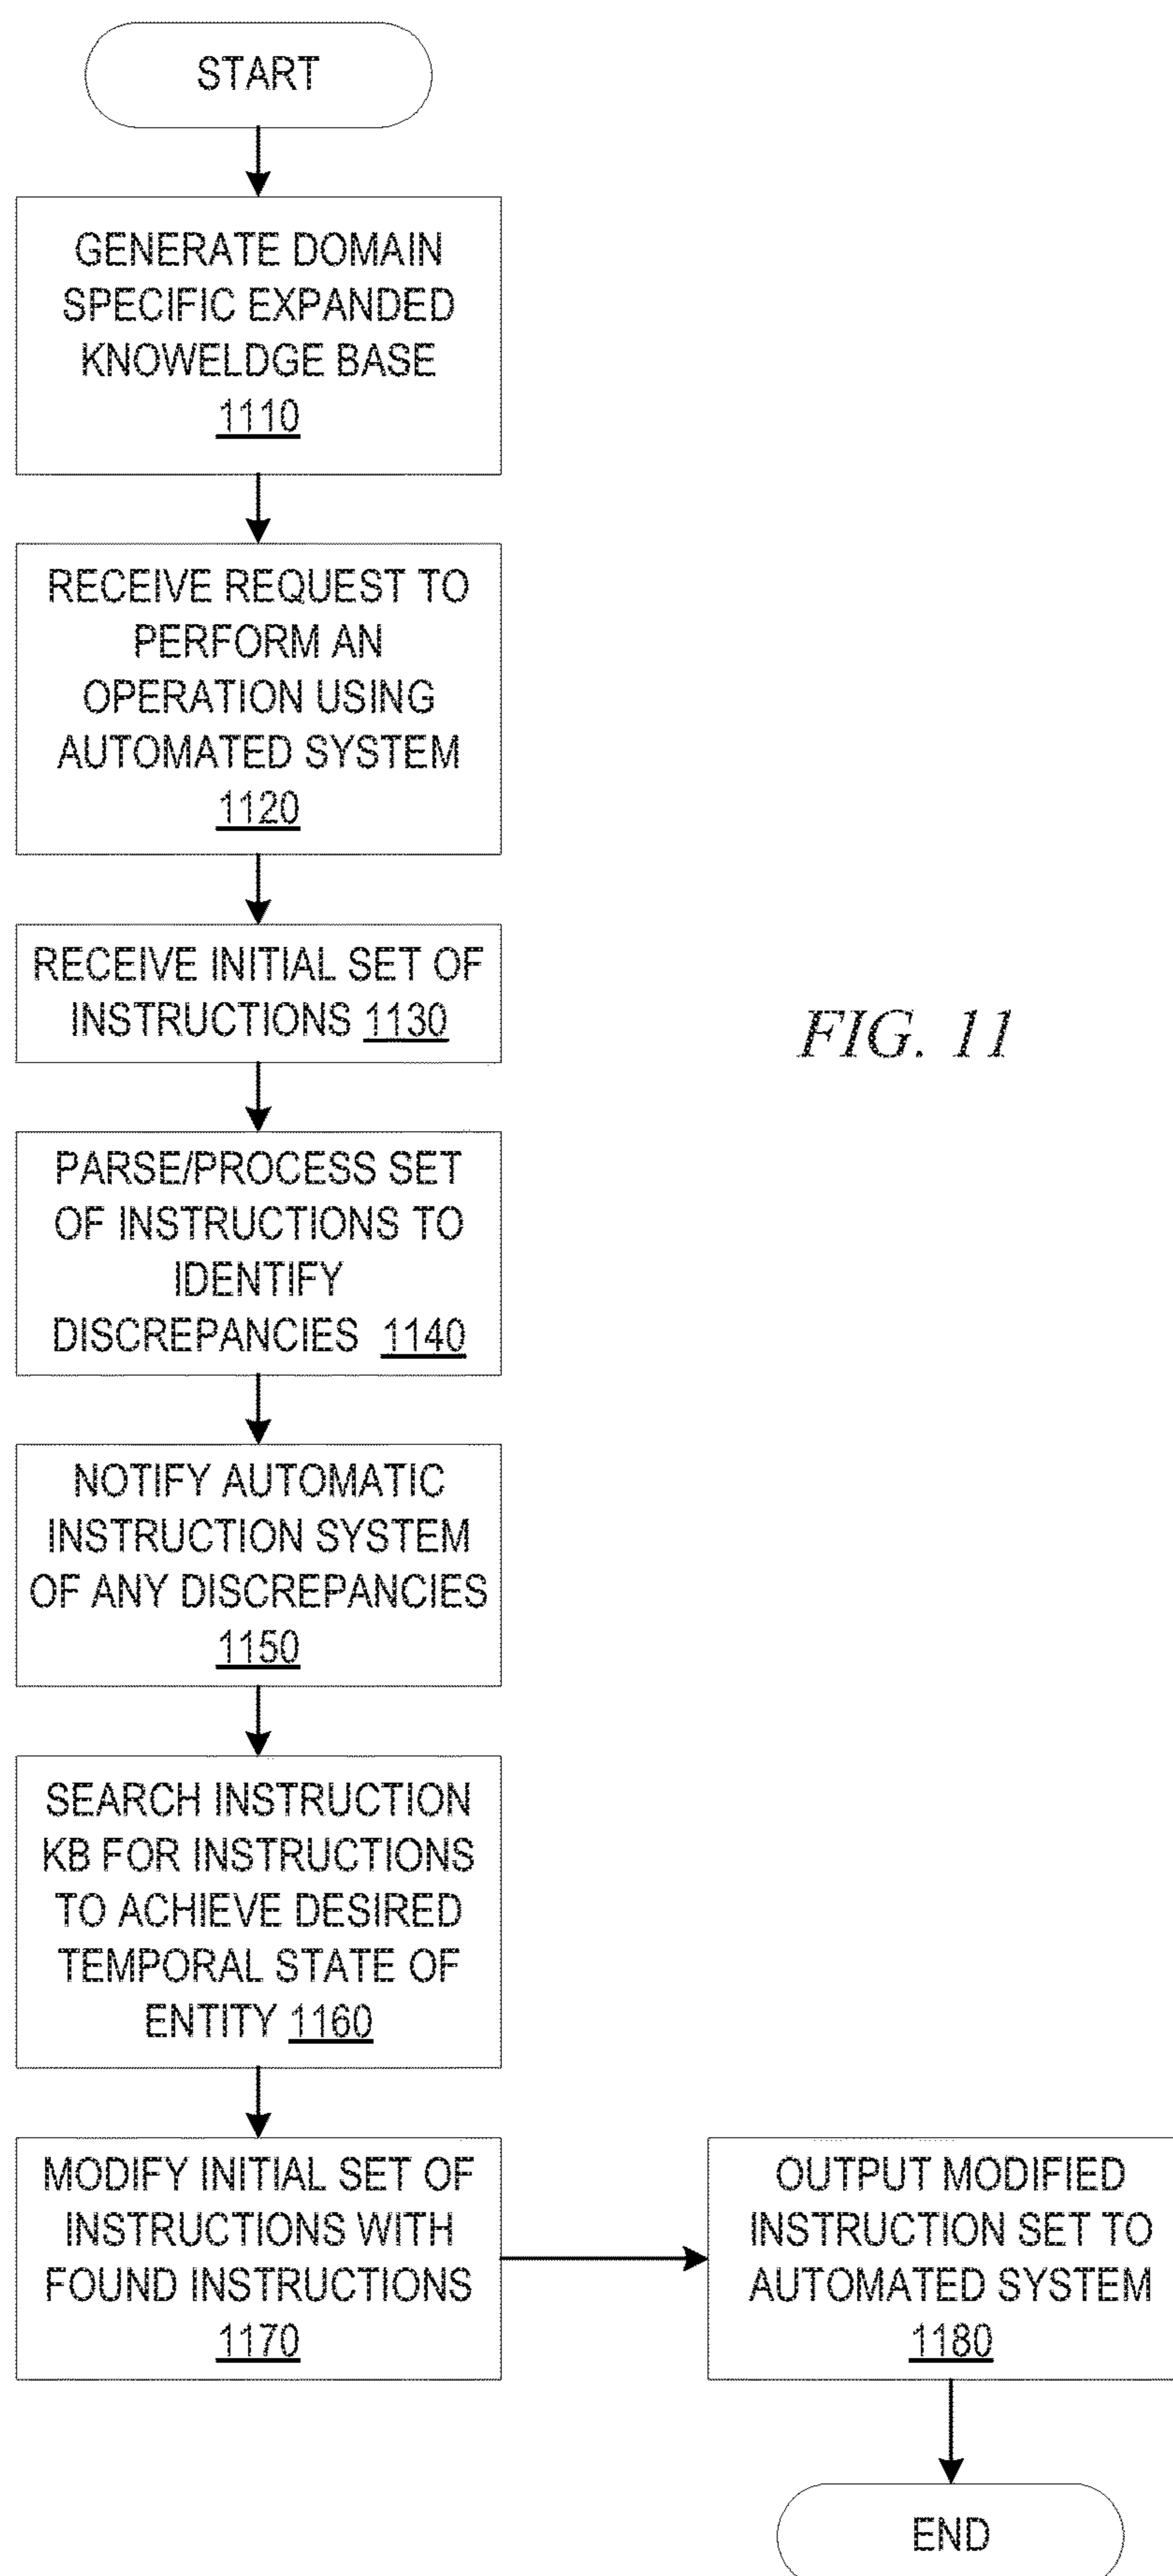 START
GENERATE DOMAIN
SPECIFIC EXPANDED
KNOWELDGE BASE
1110
RECEIVE REQUEST TO
PERFORM AN
OPERATION USING
AUTOMATED SYSTEM
1120
RECEIVE INITIAL SET OF
INSTRUCTIONS 1130
FIG. 11
PARSE/PROCESS SET
OF INSTRUCTIONS TO
IDENTIFY
DISCREPANCIES 1140
NOTIFY AUTOMATIC
INSTRUCTION SYSTEM
OF ANY DISCREPANCIES
1150
SEARCH INSTRUCTION
KB FOR INSTRUCTIONS
TO ACHIEVE DESIRED
TEMPORAL STATE OF
ENTITY 1160
MODIFY INITIAL SET OF
INSTRUCTIONS WITH
FOUND INSTRUCTIONS
1170
OUTPUT MODIFIED
INSTRUCTION SET TO
AUTOMATED SYSTEM
1180
END